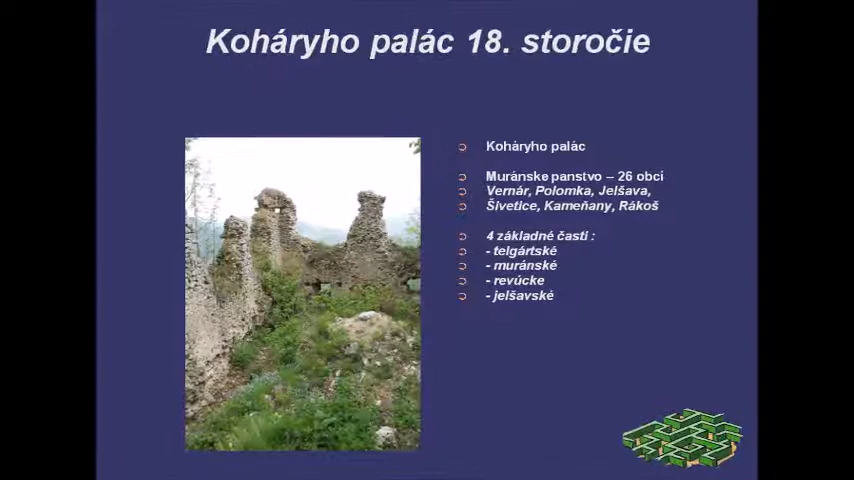 Koháryho palác 18. storočie
Koháryho palác
Muránske panstvo – 26 obcí
Vernár, Polomka, Jelšava,
Šivetice, Kameňany, Rákoš
4 základné časti :
- telgártské
- muránské
- revúcke
- jelšavské